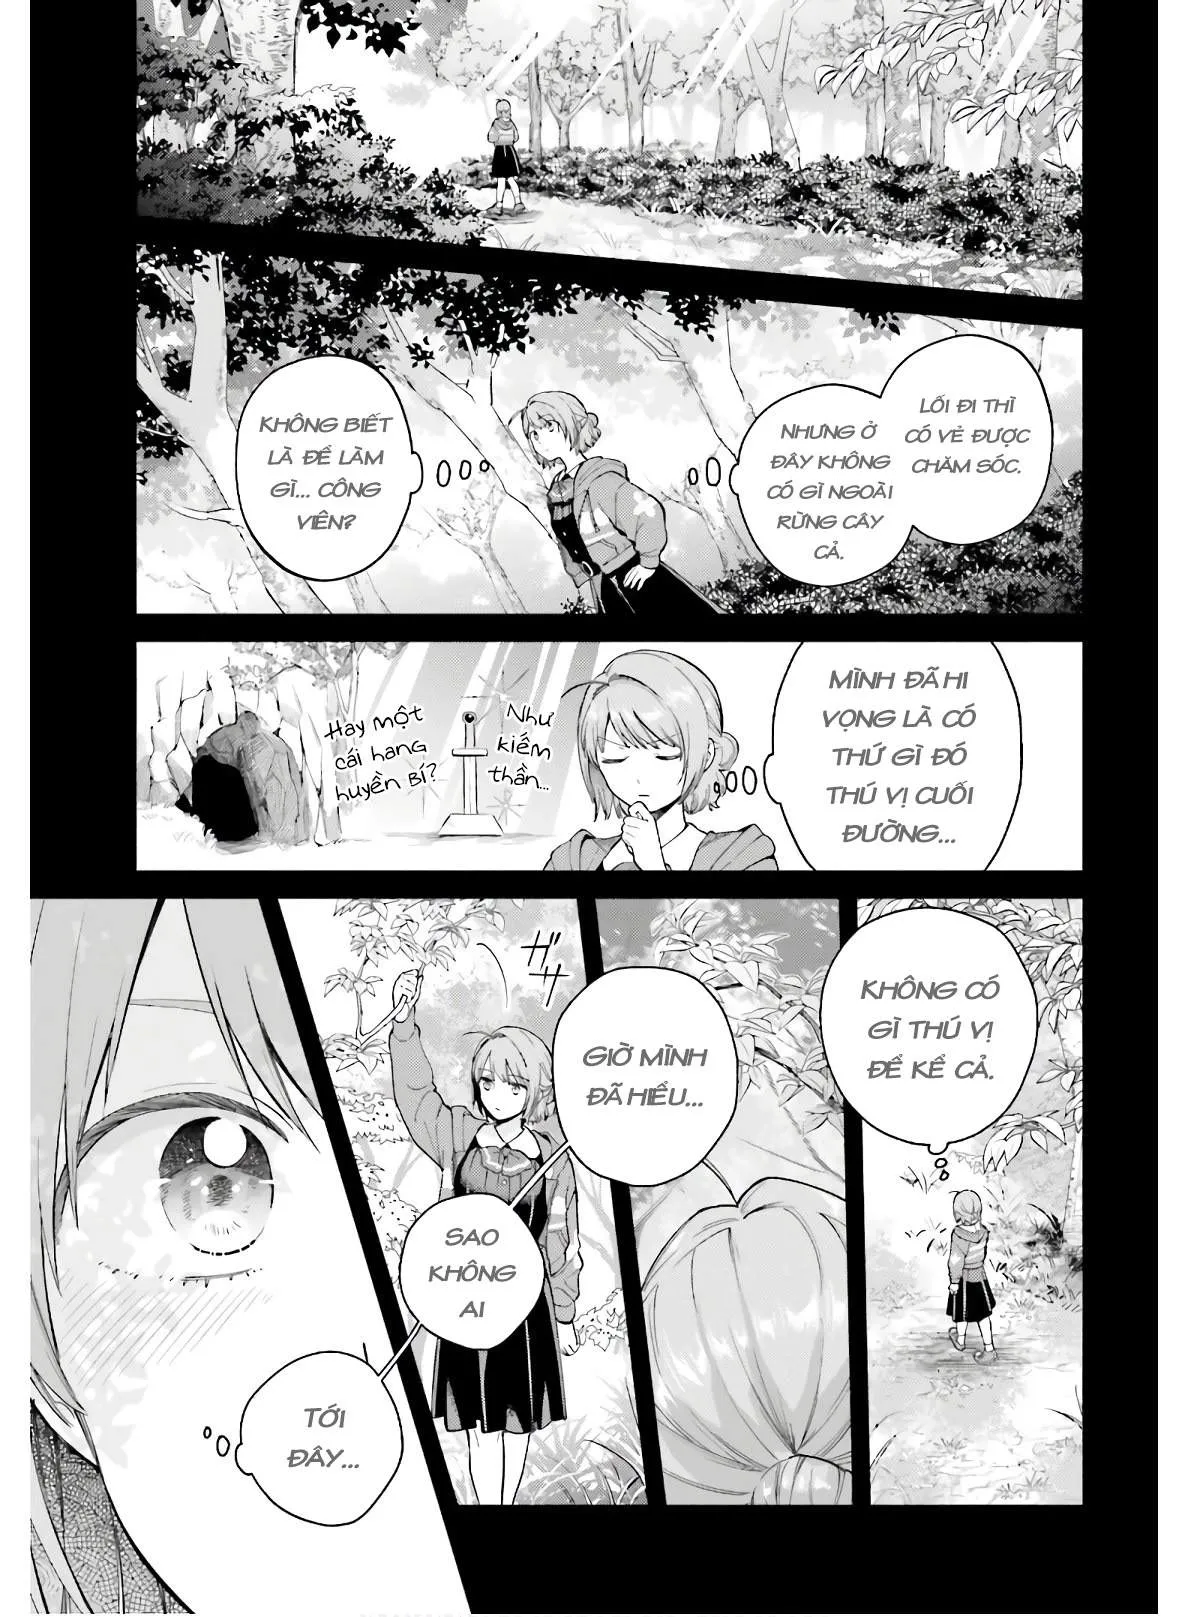 LỐI ĐI THÌ
CÓ VẺ ĐƯỢC
CHĂM SÓC.
NHƯNG Ở
ĐÂY KHÔNG
CÓ GÌ NGOÀI
RỪNG CÂY
CẢ.
KHÔNG BIẾT
LÀ ĐỂ LÀM
GÌ... CÔNG
VIÊN?
MÌNH ĐÃ HI
VỌNG LÀ CÓ
THỨ GÌ ĐÓ
THÚ VỊ CUỐI
ĐƯỜNG...
Như
kiếm
thần...
Hay một
cái hang
huyền bí?
KHÔNG CÓ
GÌ THÚ VỊ
ĐỂ KỂ CẢ.
GIỜ MÌNH
ĐÃ HIỂU...
ガサ
SAO
KHÔNG
AI
TỚI
ĐÂY...